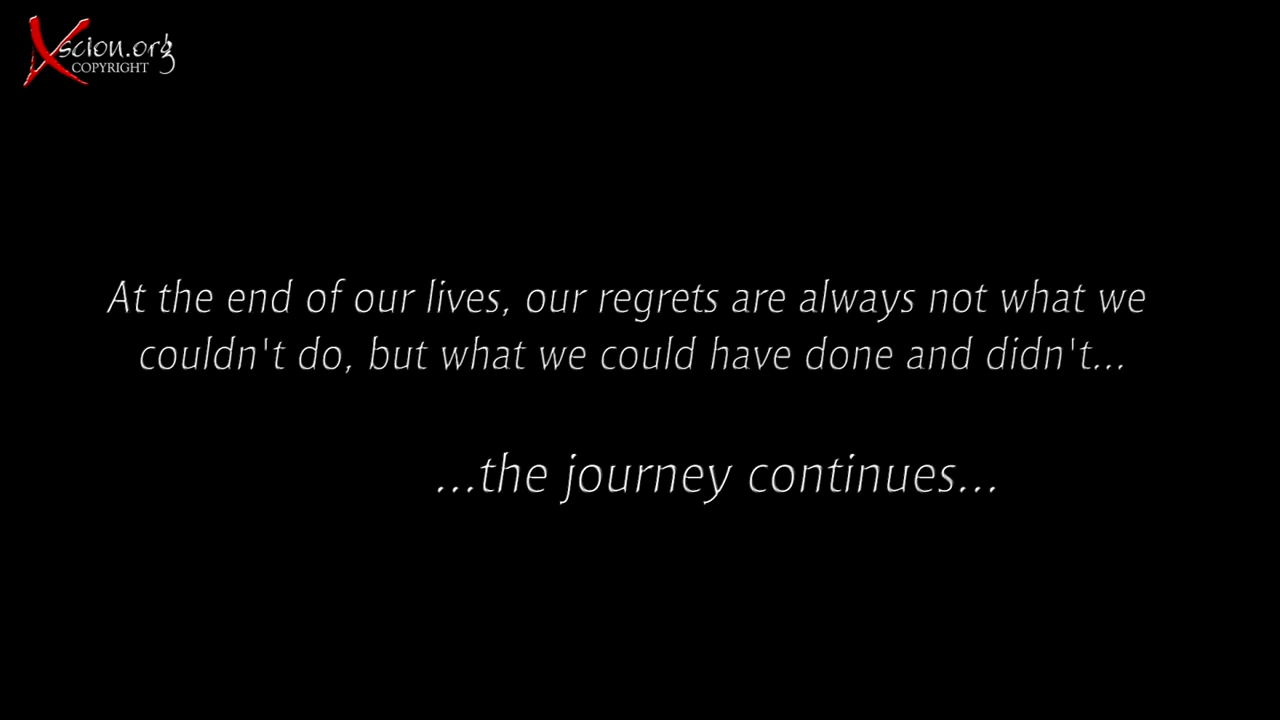 Xscion.org
COPYRIGHT
At the end of our lives, our regrets are always not what we
couldn't do, but what we could have done and didn't...
...the journey continues...